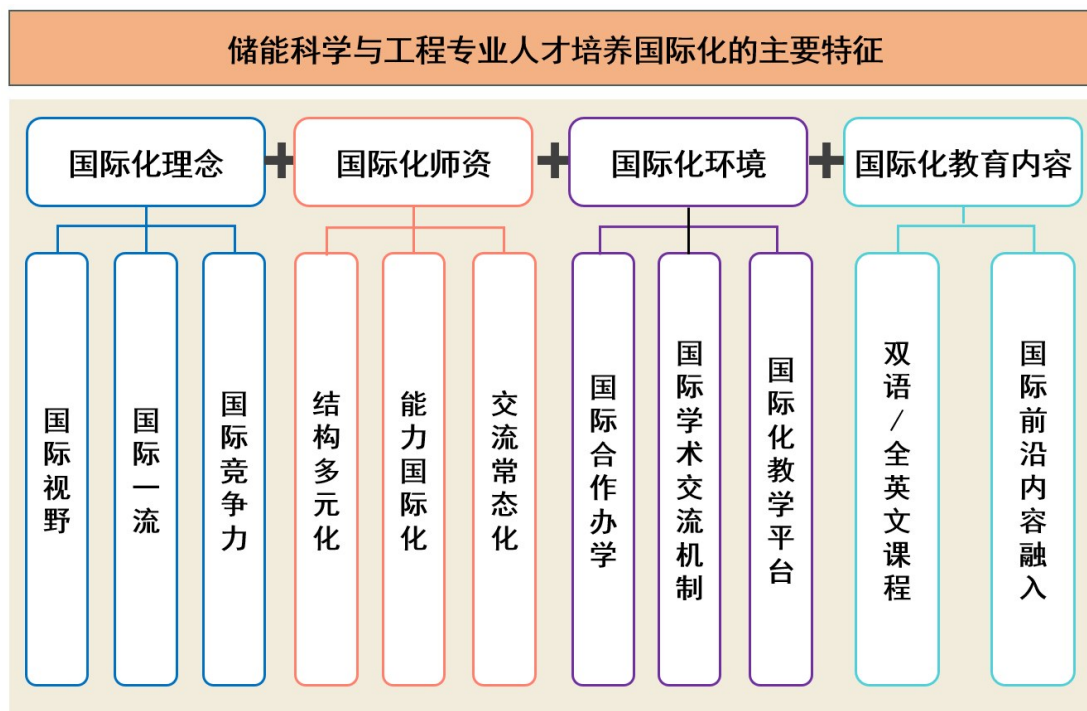 储能科学与工程专业人才培养国际化的主要特征
国际化理念
国际化师资
国际化环境
国际化教育内容
国际视野
国际一流
国际竞争力
结构多元化
能力国际化
交流常态化
国际合作办学
国际学术交流机制
国际化教学平台
双语/全英文课程
国际前沿内容融入